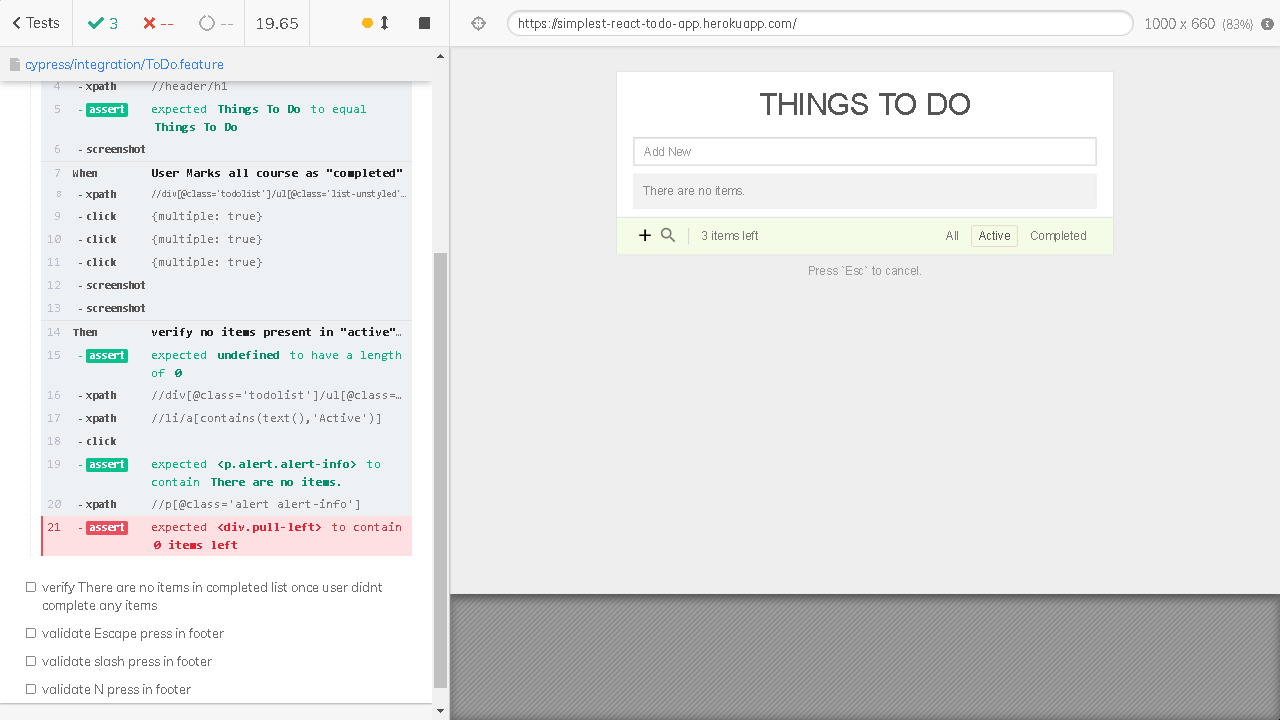 Tests
3
--
--
19.65
https://simplest-react-todo-app.herokuapp.com/
1000 x 660 (83%)
cypress/integration/ToDo.feature
4 - xpath //header/h1
5 - assert expected Things To Do to equal
Things To Do
6 - screenshot
7 When User Marks all course as "completed"
8 - xpath //div[@class='todolist']/ul[@class='list-unstyled'...
9 - click {multiple: true}
10 - click {multiple: true}
11 - click {multiple: true}
12 - screenshot
13 - screenshot
14 Then verify no items present in "active"…
15 - assert expected undefined to have a length
of 0
16 - xpath //div[@class='todolist']/ul[@class=…
17 - xpath //li/a[contains(text(),'Active')]
18 - click
19 - assert expected <p.alert.alert-info> to
contain There are no items.
20 - xpath //p[@class='alert alert-info']
21 - assert expected <div.pull-left> to contain
0 items left
verify There are no items in completed list once user didnt
complete any items
validate Escape press in footer
validate slash press in footer
validate N press in footer
THINGS TO DO
Add New
There are no items.
3 items left
All Active Completed
Press `Esc` to cancel.